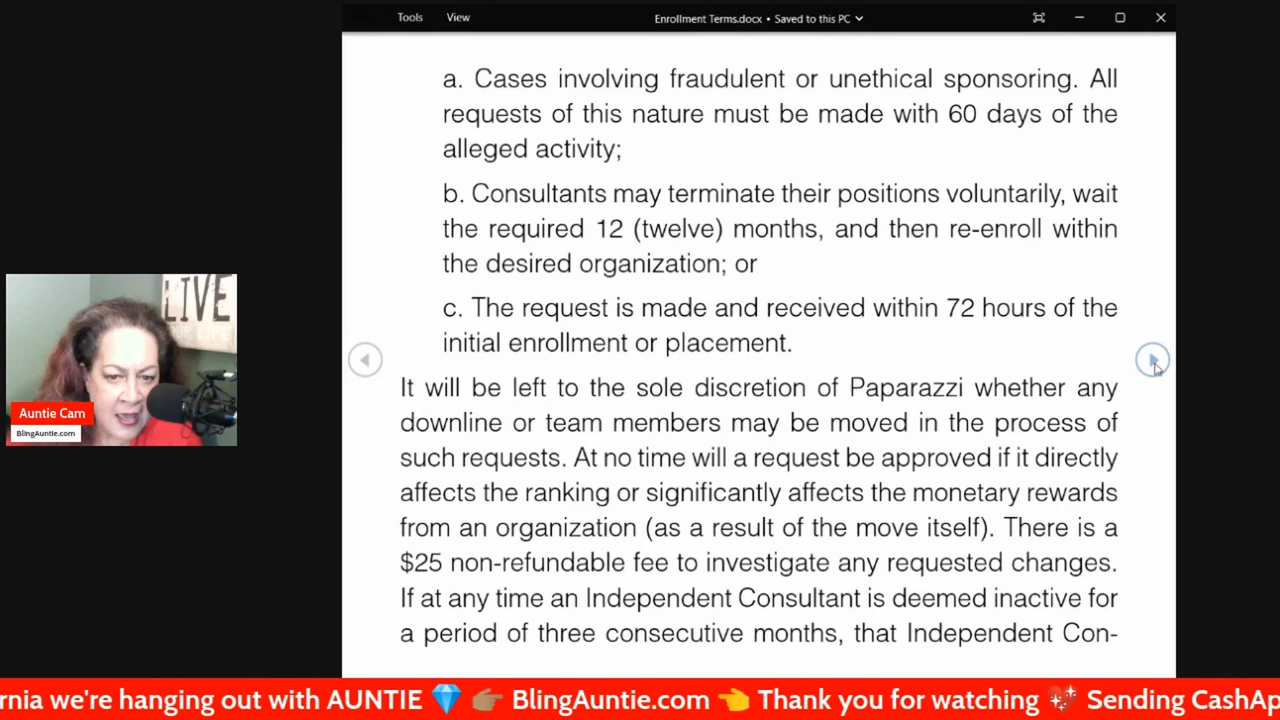 Tools View Enrollment Terms.docx • Saved to this PC
a. Cases involving fraudulent or unethical sponsoring. All
requests of this nature must be made with 60 days of the
alleged activity;
b. Consultants may terminate their positions voluntarily, wait
the required 12 (twelve) months, and then re-enroll within
the desired organization; or
c. The request is made and received within 72 hours of the
initial enrollment or placement.
It will be left to the sole discretion of Paparazzi whether any
downline or team members may be moved in the process of
such requests. At no time will a request be approved if it directly
affects the ranking or significantly affects the monetary rewards
from an organization (as a result of the move itself). There is a
$25 non-refundable fee to investigate any requested changes.
If at any time an Independent Consultant is deemed inactive for
a period of three consecutive months, that Independent Con-
LIVE
Auntie Cam
BlingAuntie.com
rnia we're hanging out with AUNTIE 💎 👉🏽 BlingAuntie.com 👈 Thank you for watching 💖 Sending CashAp